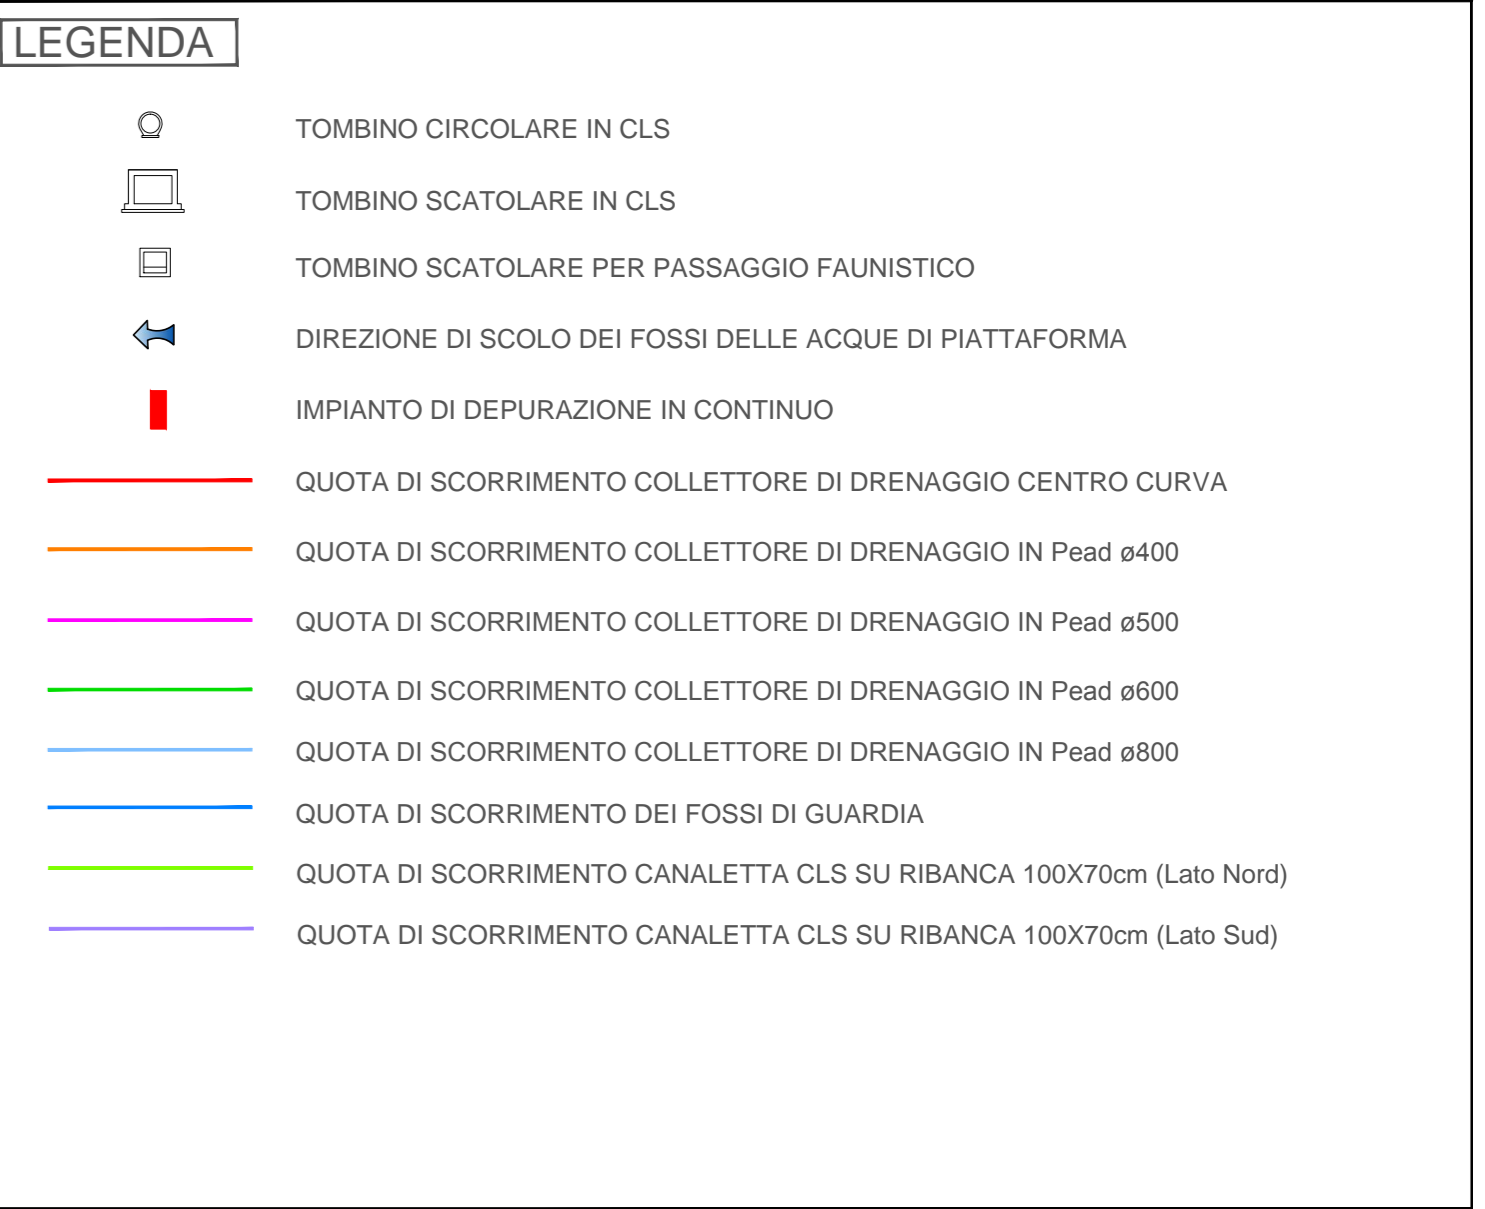 LEGENDA
TOMBINO CIRCOLARE IN CLS
TOMBINO SCATOLARE IN CLS
TOMBINO SCATOLARE PER PASSAGGIO FAUNISTICO
DIREZIONE DI SCOLO DEI FOSSI DELLE ACQUE DI PIATTAFORMA
IMPIANTO DI DEPURAZIONE IN CONTINUO
QUOTA DI SCORRIMENTO COLLETTORE DI DRENAGGIO CENTRO CURVA
QUOTA DI SCORRIMENTO COLLETTORE DI DRENAGGIO IN Pead ø400
QUOTA DI SCORRIMENTO COLLETTORE DI DRENAGGIO IN Pead ø500
QUOTA DI SCORRIMENTO COLLETTORE DI DRENAGGIO IN Pead ø600
QUOTA DI SCORRIMENTO COLLETTORE DI DRENAGGIO IN Pead ø800
QUOTA DI SCORRIMENTO DEI FOSSI DI GUARDIA
QUOTA DI SCORRIMENTO CANALETTA CLS SU RIBANCA 100X70cm (Lato Nord)
QUOTA DI SCORRIMENTO CANALETTA CLS SU RIBANCA 100X70cm (Lato Sud)